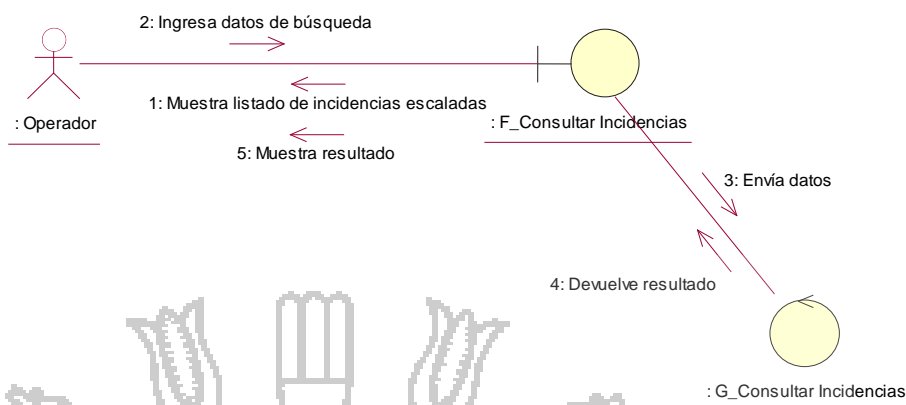 2: Ingresa datos de búsqueda
1: Muestra listado de incidencias escaladas
: Operador
: F_Consultar Incidencias
5: Muestra resultado
3: Envía datos
4: Devuelve resultado
: G_Consultar Incidencias